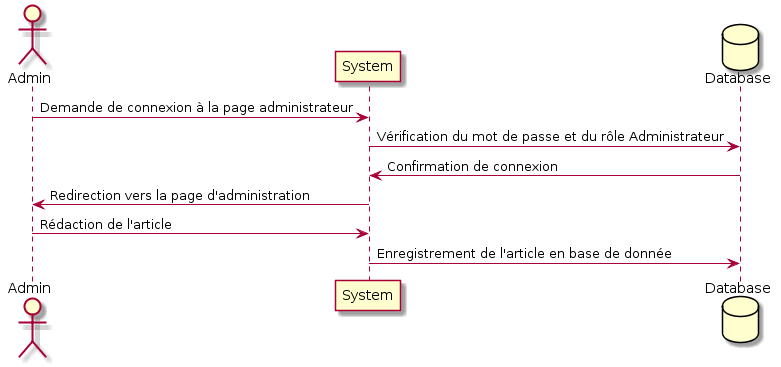 Admin
System
Database
Demande de connexion à la page administrateur
Vérification du mot de passe et du rôle Administrateur
Confirmation de connexion
Redirection vers la page d'administration
Rédaction de l'article
Enregistrement de l'article en base de donnée
Admin
System
Database